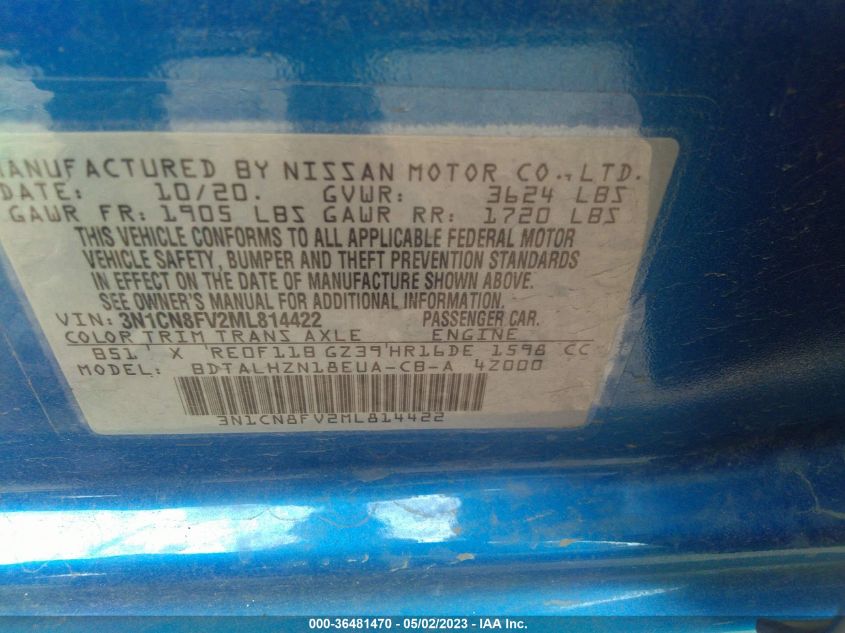 MANUFACTURED BY NISSAN MOTOR CO., LTD.
DATE: 10/20. GVWR: 3624 LBS
GAWR FR: 1905 LBS GAWR RR: 1720 LBS
THIS VEHICLE CONFORMS TO ALL APPLICABLE FEDERAL MOTOR
VEHICLE SAFETY, BUMPER AND THEFT PREVENTION STANDARDS
IN EFFECT ON THE DATE OF MANUFACTURE SHOWN ABOVE.
SEE OWNER'S MANUAL FOR ADDITIONAL INFORMATION.
VIN: 3N1CN8FV2ML814422 PASSENGER CAR.
COLOR TRIM TRANS AXLE ENGINE
B51' X 'RE0F11B GZ39'HR16DE 1598 CC
MODEL: BDTALHZN18EUA-CB-A 4Z000
3N1CN8FV2ML814422
000-36481470 - 05/02/2023 - IAA Inc.